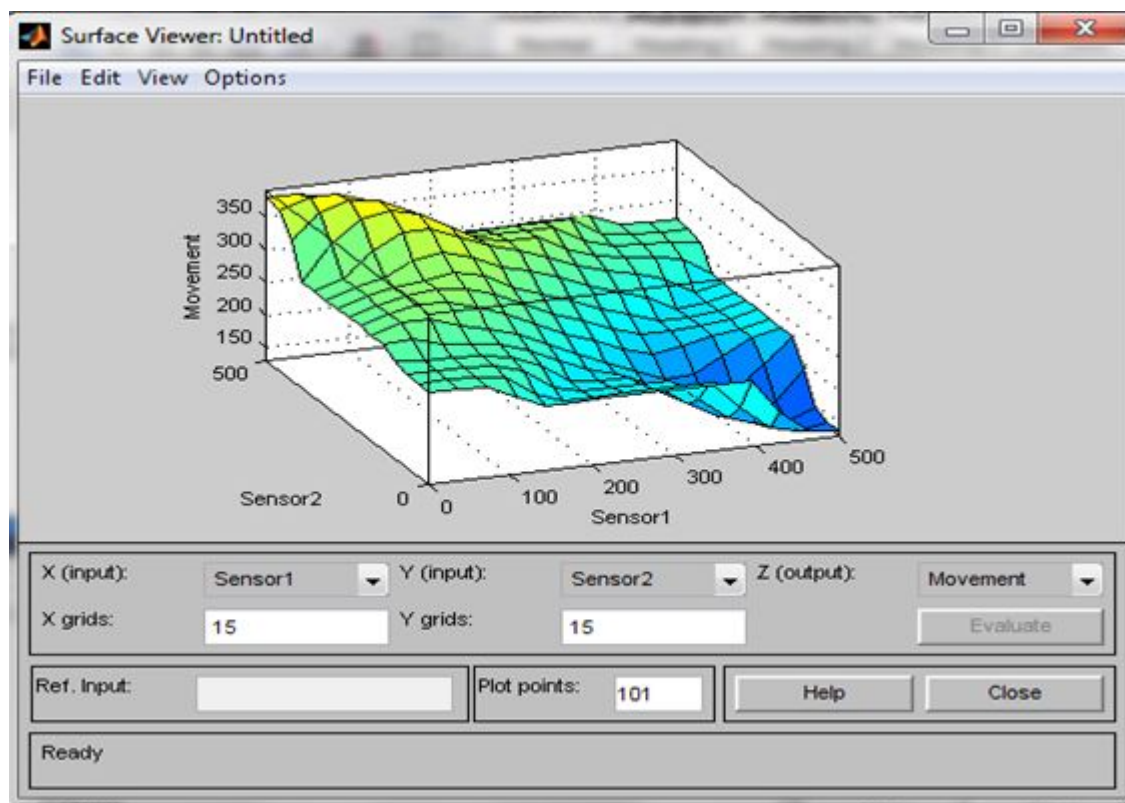 Surface Viewer: Untitled
File Edit View Options
350
300
250
200
150
Movement
500
0
Sensor2
0
100
200
300
400
500
Sensor1
X (input): Sensor1 Y (input): Sensor2 Z (output): Movement
X grids: 15 Y grids: 15 Evaluate
Ref. Input: Plot points: 101 Help Close
Ready